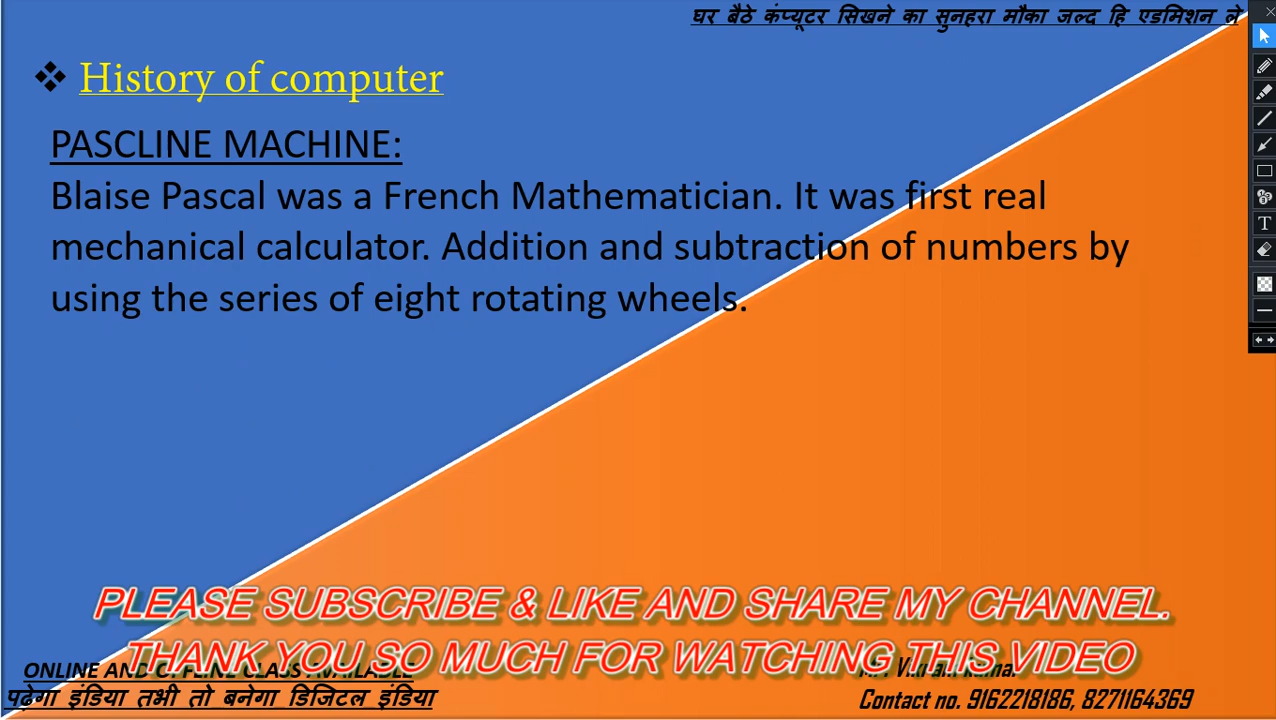 घर बैठे कंप्यूटर सिखने का सुनहरा मौका जल्द हि एडमिशन ले
❖ History of computer
PASCLINE MACHINE:
Blaise Pascal was a French Mathematician. It was first real
mechanical calculator. Addition and subtraction of numbers by
using the series of eight rotating wheels.
PLEASE SUBSCRIBE & LIKE AND SHARE MY CHANNEL.
THANK YOU SO MUCH FOR WATCHING THIS VIDEO
ONLINE AND OFFLINE CLASS AVAILABLE
पढ़ेगा इंडिया तभी तो बनेगा डिजिटल इंडिया
Contact no. 9162218186, 8271164369